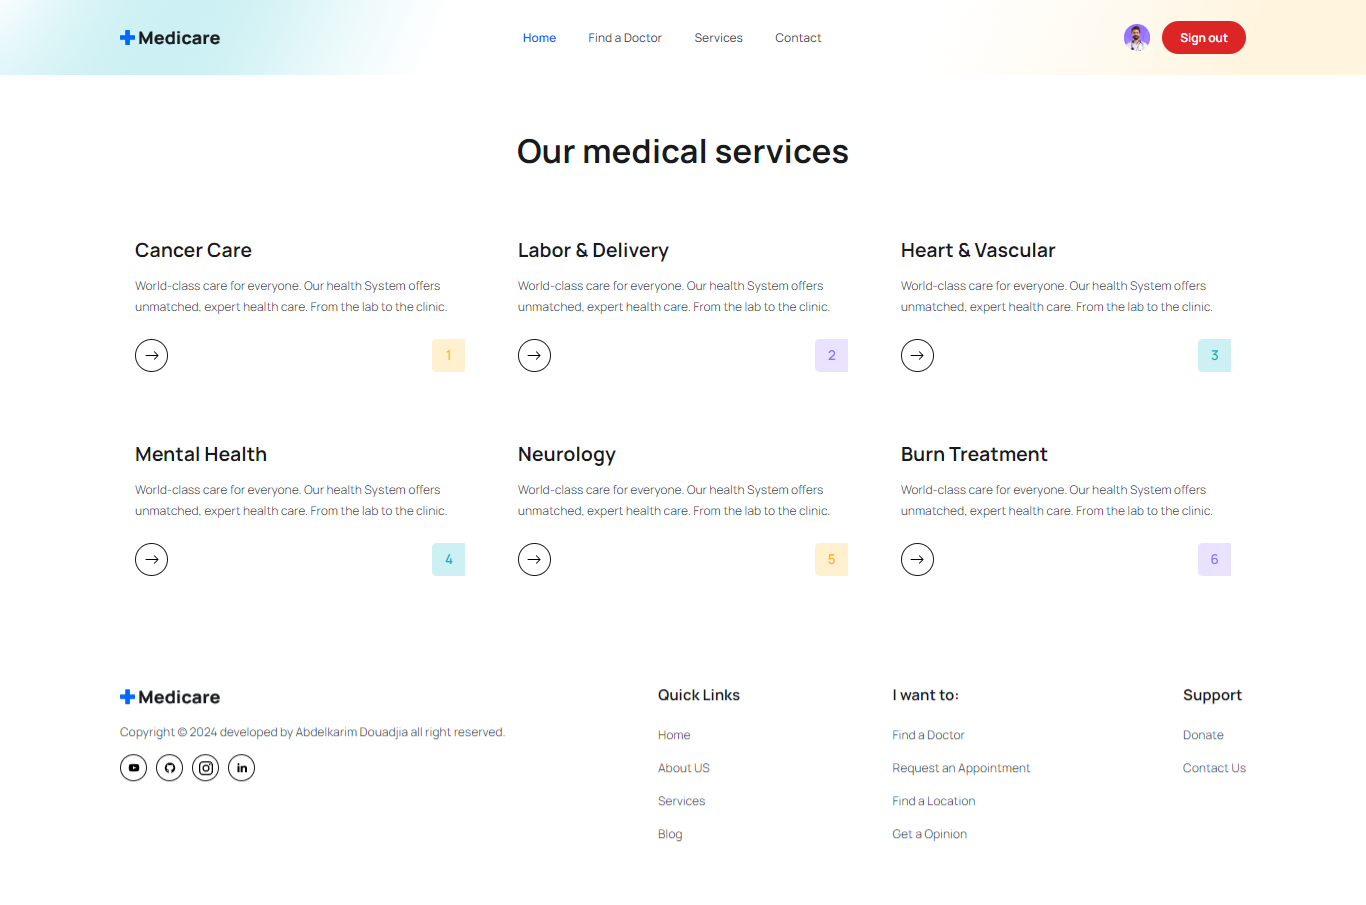 Medicare
Home
Find a Doctor
Services
Contact
Sign out
Our medical services
Cancer Care
World-class care for everyone. Our health System offers
unmatched, expert health care. From the lab to the clinic.
1
Labor & Delivery
World-class care for everyone. Our health System offers
unmatched, expert health care. From the lab to the clinic.
2
Heart & Vascular
World-class care for everyone. Our health System offers
unmatched, expert health care. From the lab to the clinic.
3
Mental Health
World-class care for everyone. Our health System offers
unmatched, expert health care. From the lab to the clinic.
4
Neurology
World-class care for everyone. Our health System offers
unmatched, expert health care. From the lab to the clinic.
5
Burn Treatment
World-class care for everyone. Our health System offers
unmatched, expert health care. From the lab to the clinic.
6
Medicare
Copyright © 2024 developed by Abdelkarim Douadjia all right reserved.
in
Quick Links
Home
About US
Services
Blog
I want to:
Find a Doctor
Request an Appointment
Find a Location
Get a Opinion
Support
Donate
Contact Us